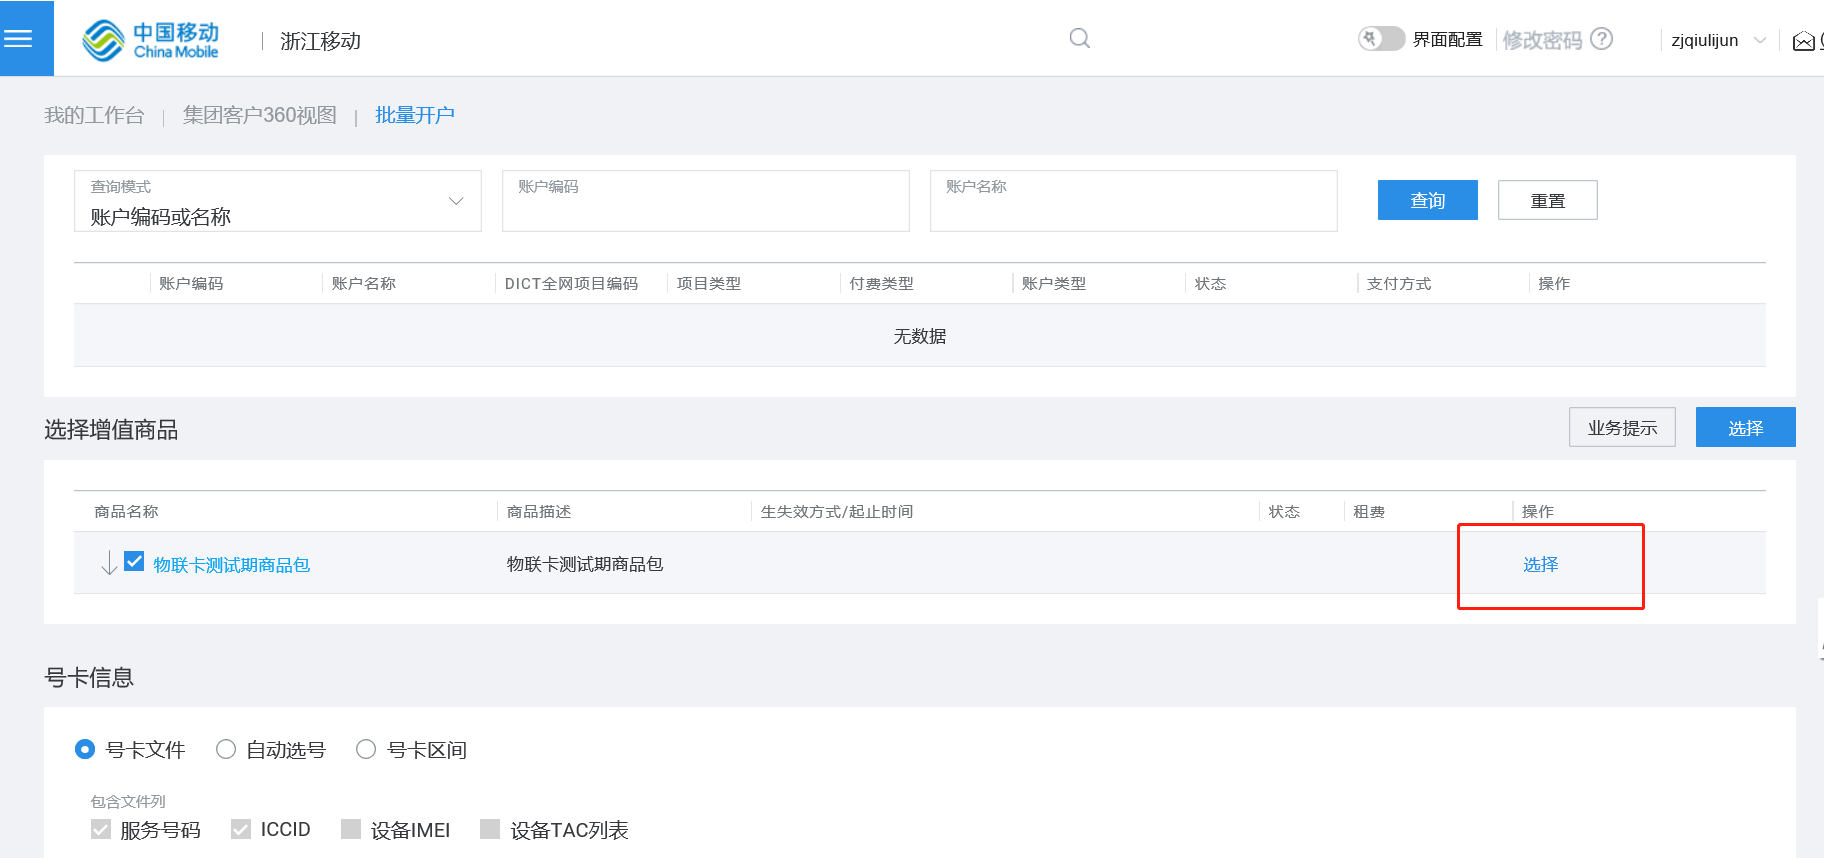 中国移动
China Mobile
浙江移动
界面配置
修改密码
zjqiulijun
我的工作台
集团客户360视图
批量开户
查询模式
账户编码或名称
账户编码
账户名称
查询
重置
账户编码
账户名称
DICT全网项目编码
项目类型
付费类型
账户类型
状态
支付方式
操作
无数据
选择增值商品
业务提示
选择
商品名称
商品描述
生失效方式/起止时间
状态
租费
操作
物联卡测试期商品包
物联卡测试期商品包
选择
号卡信息
号卡文件
自动选号
号卡区间
包含文件列
服务号码
ICCID
设备IMEI
设备TAC列表